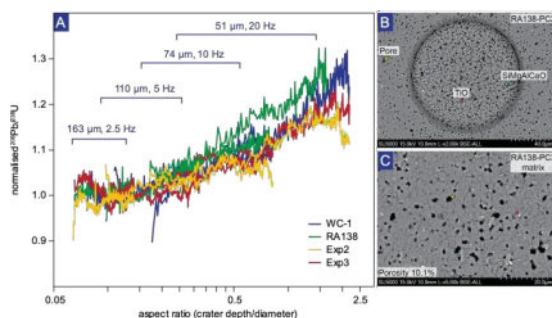 A
51 µm, 20 Hz
74 µm, 10 Hz
110 µm, 5 Hz
163 µm, 2.5 Hz
normalised ²⁰⁶Pb/²³⁸U
1.3
1.2
1.1
1.0
0.9
0.05
0.1
0.5
1
2.5
aspect ratio (crater depth/diameter)
WC-1
RA138
Exp2
Exp3
B
RA138-PC2
Pore
SiMgAlCaO
TiO
C
RA138-PC2
matrix
Porosity 10.1%